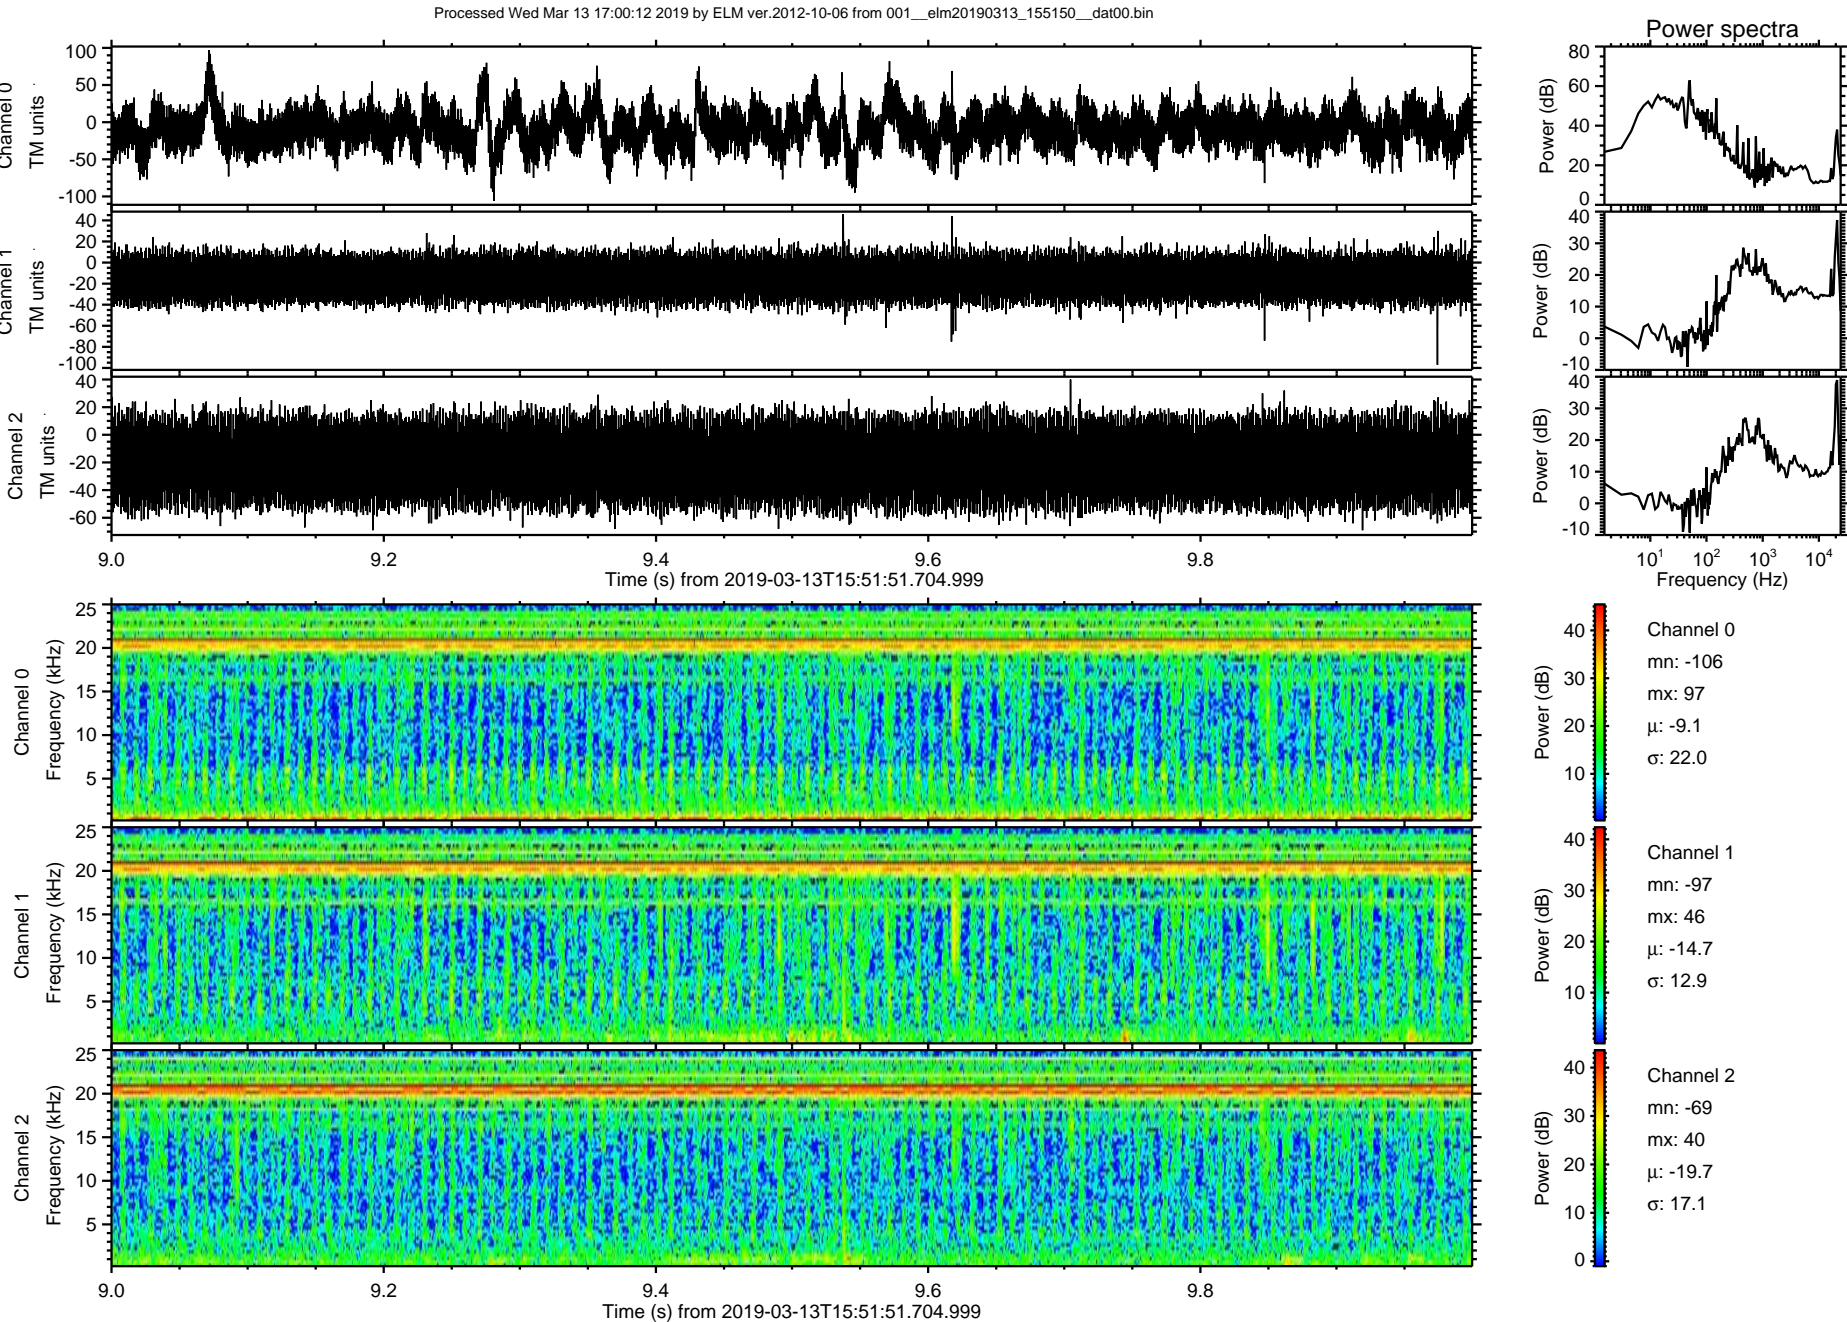 Processed Wed Mar 13 17:00:12 2019 by ELM ver.2012-10-06 from 001__elm20190313_155150__dat00.bin
Power spectra
Channel 0
TM units
100
50
0
-50
-100
Power (dB)
80
60
40
20
0
Channel 1
TM units
40
20
0
-20
-40
-60
-80
-100
Power (dB)
40
30
20
10
0
-10
Channel 2
TM units
40
20
0
-20
-40
-60
Power (dB)
40
30
20
10
0
-10
9.0 9.2 9.4 9.6 9.8
Time (s) from 2019-03-13T15:51:51.704.999
10¹ 10² 10³ 10⁴
Frequency (Hz)
Channel 0
Frequency (kHz)
25
20
15
10
5
Power (dB)
40
30
20
10
Channel 0
mn: -106
mx: 97
μ: -9.1
σ: 22.0
Channel 1
Frequency (kHz)
25
20
15
10
5
Power (dB)
40
30
20
10
Channel 1
mn: -97
mx: 46
μ: -14.7
σ: 12.9
Channel 2
Frequency (kHz)
25
20
15
10
5
Power (dB)
40
30
20
10
0
Channel 2
mn: -69
mx: 40
μ: -19.7
σ: 17.1
9.0 9.2 9.4 9.6 9.8
Time (s) from 2019-03-13T15:51:51.704.999